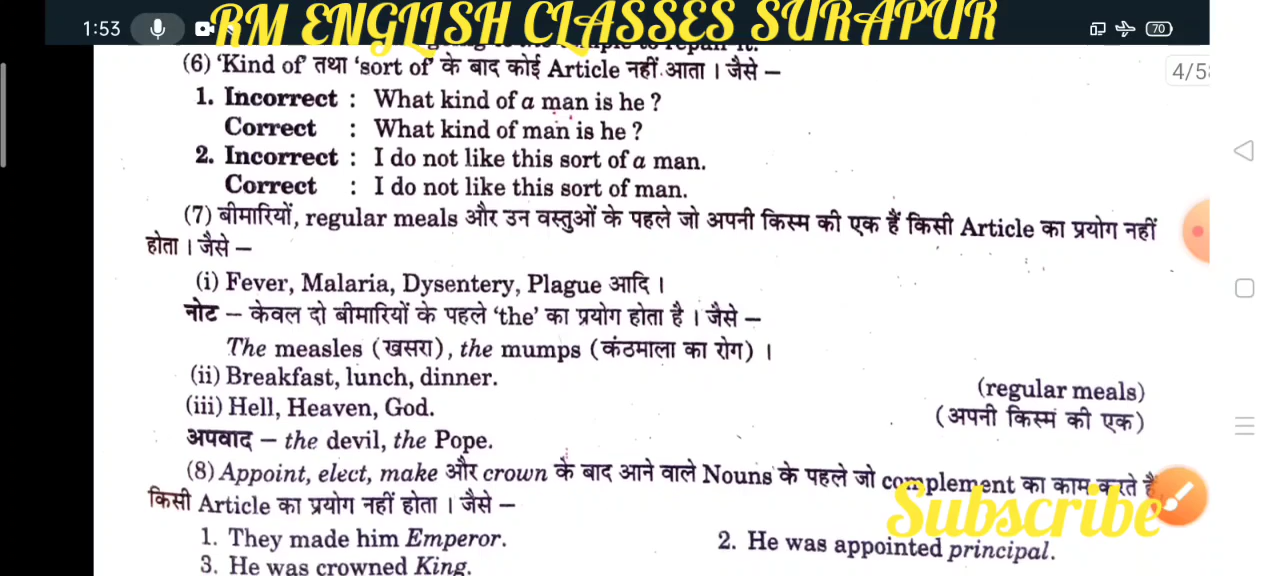 1:53
RM ENGLISH CLASSES SURAPUR
70
to repair it.
(6) 'Kind of' तथा 'sort of' के बाद कोई Article नहीं आता । जैसे –
4/5
1. Incorrect : What kind of a man is he ?
Correct : What kind of man is he ?
2. Incorrect : I do not like this sort of a man.
Correct : I do not like this sort of man.
(7) बीमारियों, regular meals और उन वस्तुओं के पहले जो अपनी किस्म की एक हैं किसी Article का प्रयोग नहीं
होता । जैसे –
(i) Fever, Malaria, Dysentery, Plague आदि ।
नोट – केवल दो बीमारियों के पहले 'the' का प्रयोग होता है । जैसे –
The measles (खसरा), the mumps (कंठमाला का रोग) ।
(ii) Breakfast, lunch, dinner. (regular meals)
(iii) Hell, Heaven, God. (अपनी किस्म की एक)
अपवाद – the devil, the Pope.
(8) Appoint, elect, make और crown के बाद आने वाले Nouns के पहले जो complement का काम करते हैं
किसी Article का प्रयोग नहीं होता । जैसे –
Subscribe
1. They made him Emperor. 2. He was appointed principal.
3. He was crowned King.